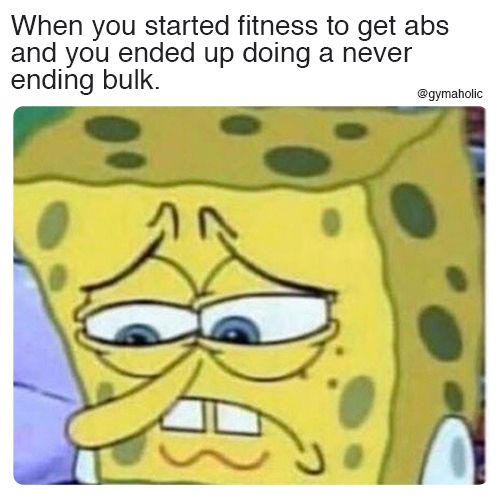 When you started fitness to get abs
and you ended up doing a never
ending bulk.
@gymaholic